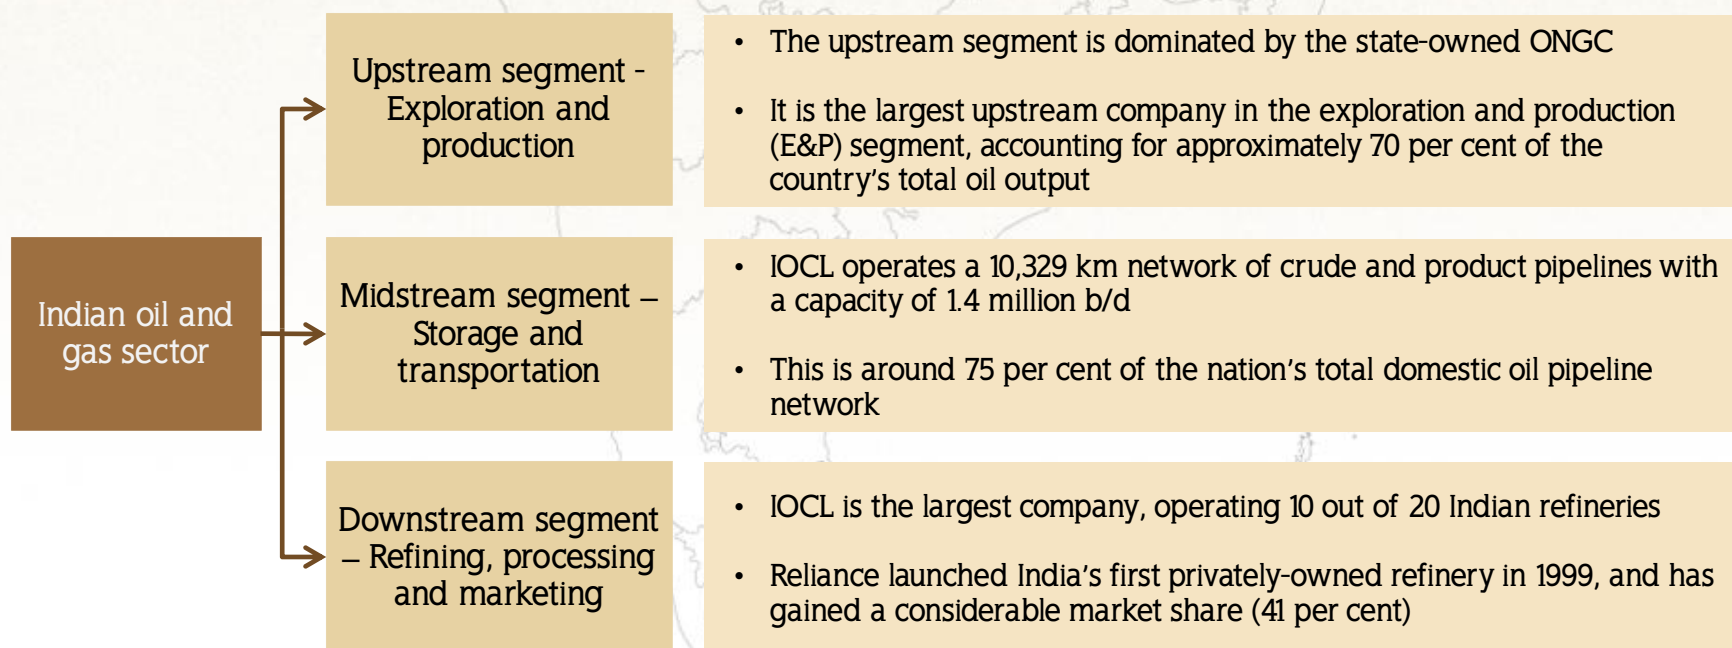 Indian oil and
gas sector
Upstream segment -
Exploration and
production
• The upstream segment is dominated by the state-owned ONGC
• It is the largest upstream company in the exploration and production
(E&P) segment, accounting for approximately 70 per cent of the
country's total oil output
Midstream segment –
Storage and
transportation
• IOCL operates a 10,329 km network of crude and product pipelines with
a capacity of 1.4 million b/d
• This is around 75 per cent of the nation's total domestic oil pipeline
network
Downstream segment
– Refining, processing
and marketing
• IOCL is the largest company, operating 10 out of 20 Indian refineries
• Reliance launched India's first privately-owned refinery in 1999, and has
gained a considerable market share (41 per cent)